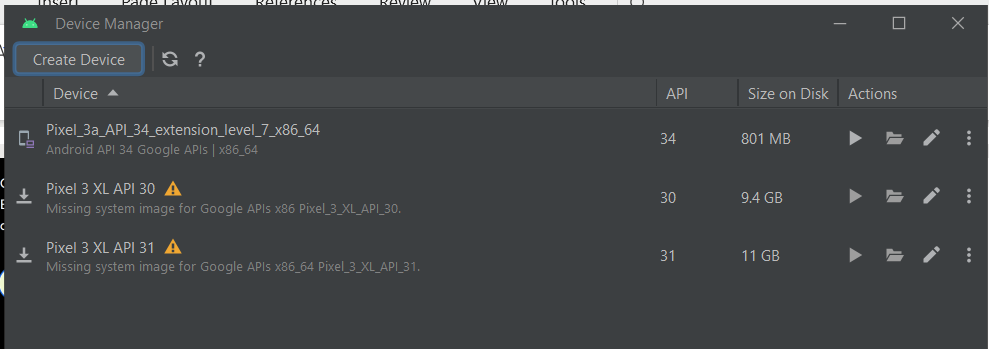 Insert Page Layout References Review View Tools
Device Manager
Create Device ?
Device API Size on Disk Actions
Pixel_3a_API_34_extension_level_7_x86_64
Android API 34 Google APIs | x86_64
34 801 MB
Pixel 3 XL API 30
Missing system image for Google APIs x86 Pixel_3_XL_API_30.
30 9.4 GB
Pixel 3 XL API 31
Missing system image for Google APIs x86_64 Pixel_3_XL_API_31.
31 11 GB